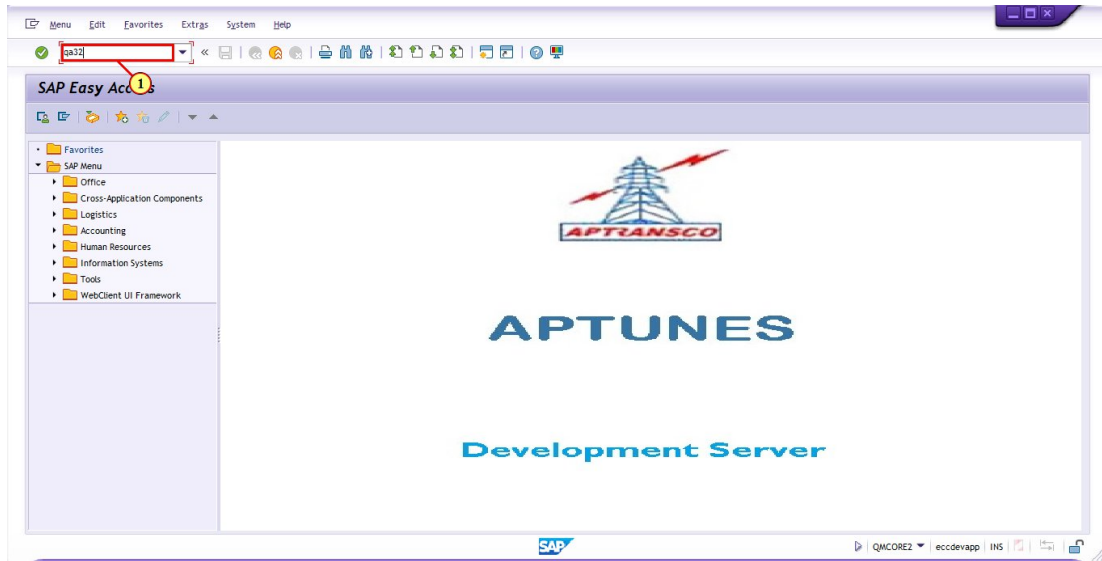 Menu Edit Favorites Extras System Help
qa32
1
SAP Easy Acc s
Favorites
SAP Menu
Office
Cross-Application Components
Logistics
Accounting
Human Resources
Information Systems
Tools
WebClient UI Framework
APTRANSCO
APTUNES
Development Server
SAP
QMCORE2 eccdevapp INS